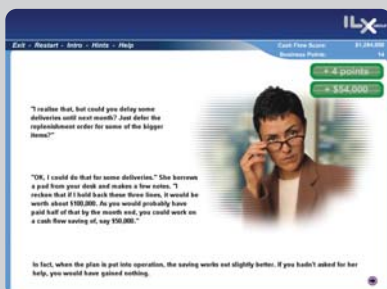 ILX
Exit - Restart - Intro - Hints - Help
Cash Flow Score: $1,284,000
Business Points: 14
+ 4 points
+ $54,000
"I realise that, but could you delay some
deliveries until next month? Just defer the
replenishment order for some of the bigger
items?"
"OK, I could do that for some deliveries." She borrows
a pad from your desk and makes a few notes. "I
reckon that if I hold back these three lines, it would be
worth about $100,000. As you would probably have
paid half of that by the month end, you could work on
a cash flow saving of, say $50,000."
In fact, when the plan is put into operation, the saving works out slightly better. If you hadn't asked for her
help, you would have gained nothing.